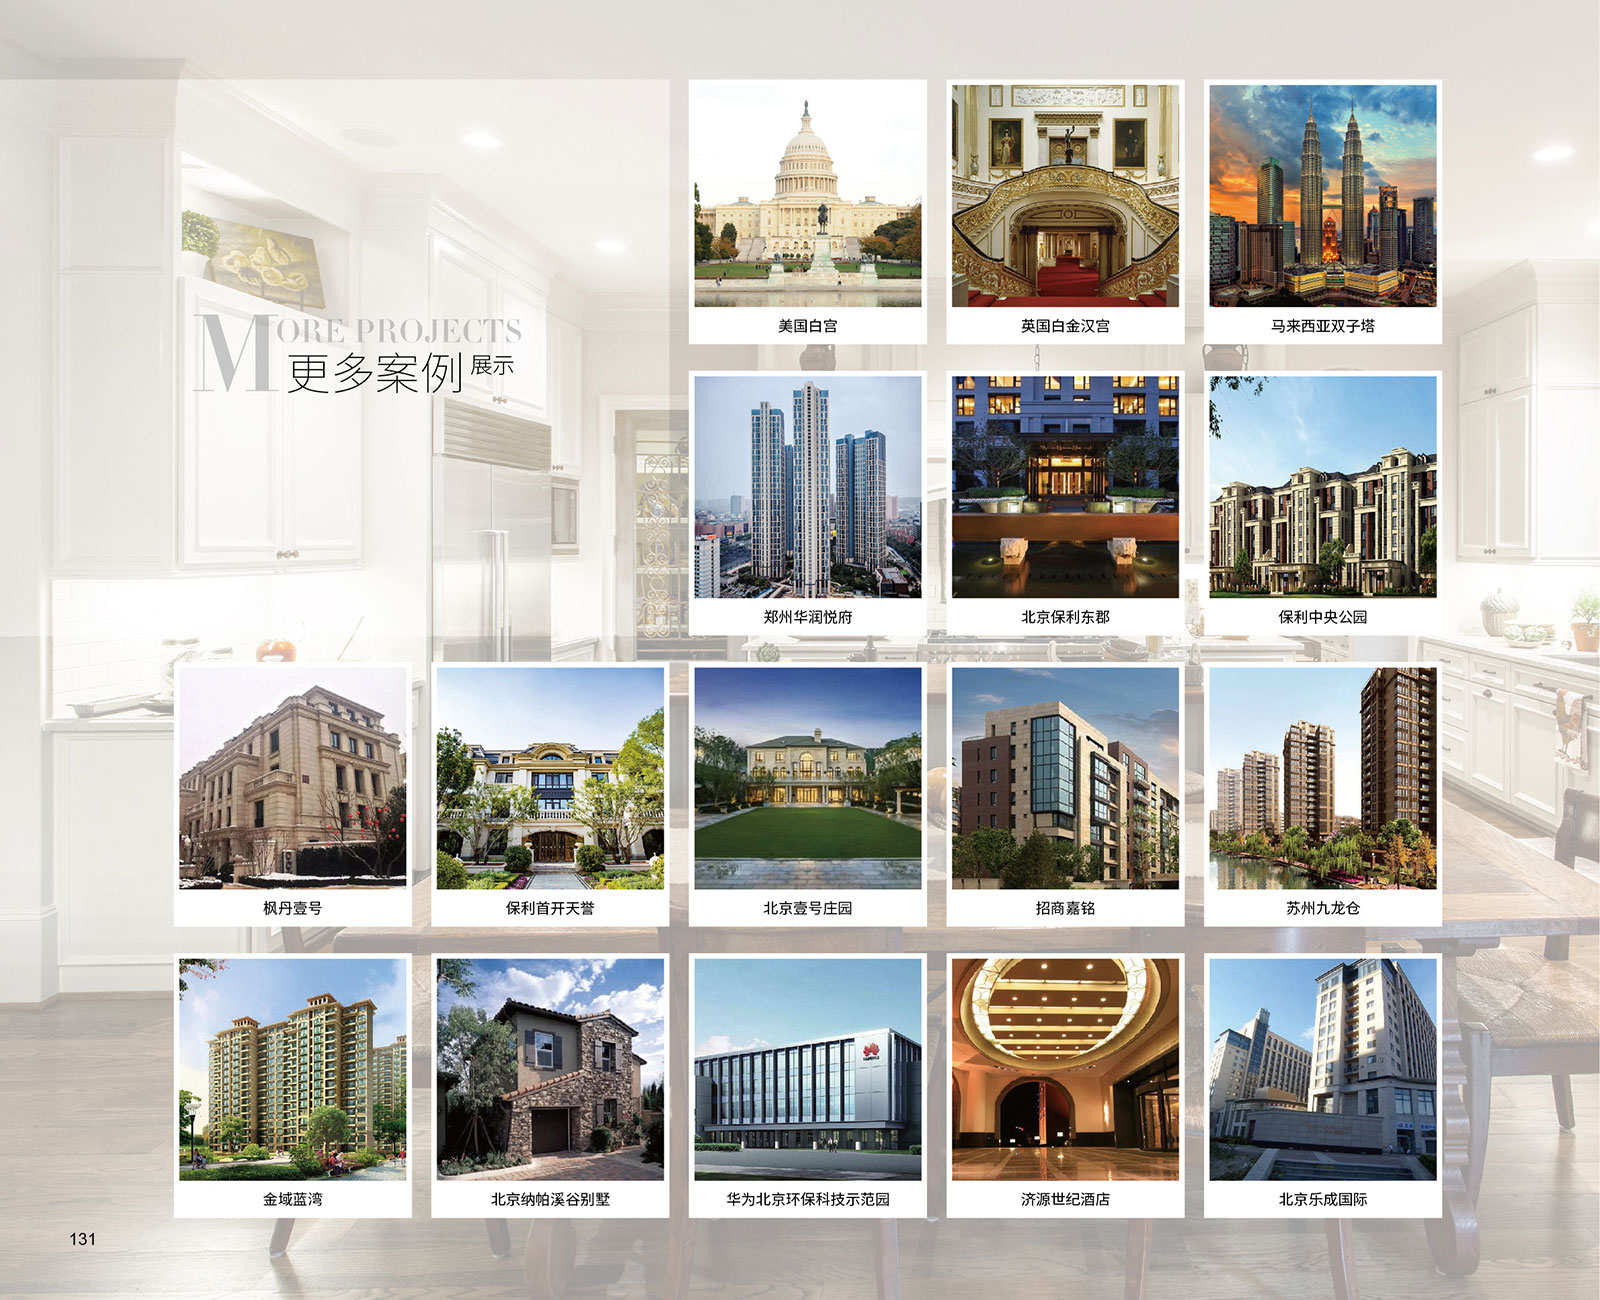 MORE PROJECTS
更多案例展示
美国白宫
英国白金汉宫
马来西亚双子塔
郑州华润悦府
北京保利东郡
保利中央公园
枫丹壹号
保利首开天誉
北京壹号庄园
招商嘉铭
苏州九龙仓
金域蓝湾
北京纳帕溪谷别墅
华为北京环保科技示范园
济源世纪酒店
北京乐成国际
131